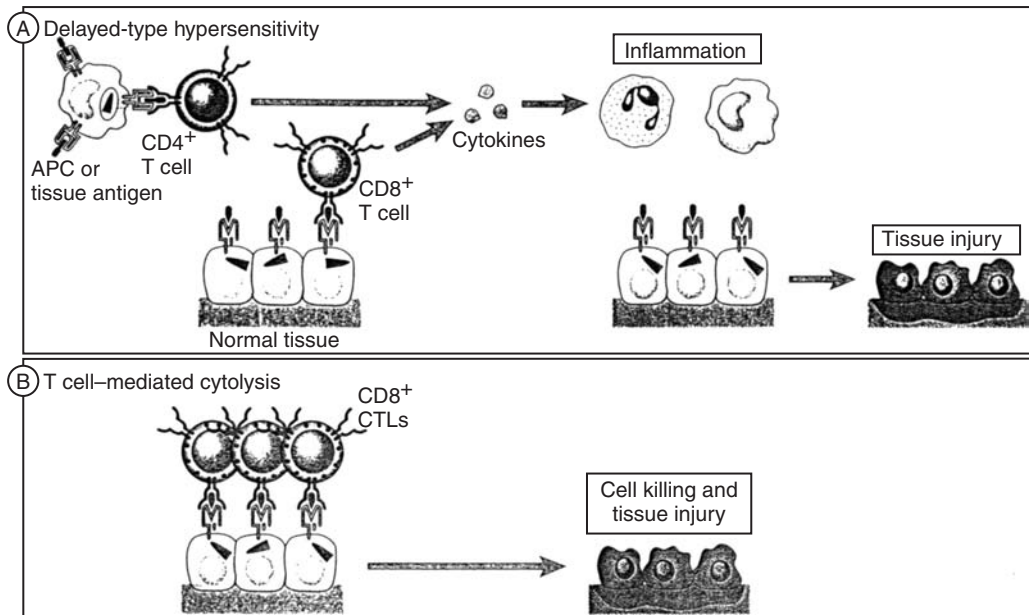 A Delayed-type hypersensitivity
Inflammation
CD4+
T cell
APC or
tissue antigen
Cytokines
CD8+
T cell
Tissue injury
Normal tissue
B T cell–mediated cytolysis
CD8+
CTLs
Cell killing and
tissue injury